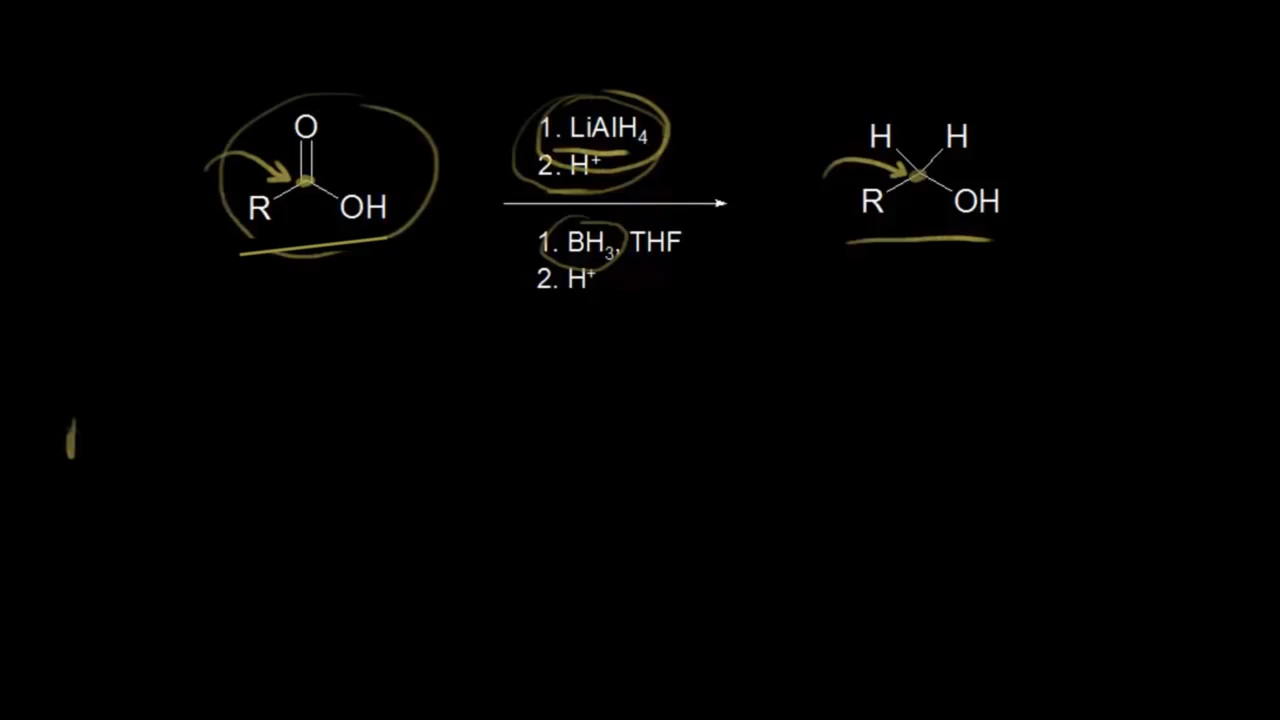 O
R
OH
1. LiAlH₄
2. H⁺
1. BH₃, THF
2. H⁺
H H
R
OH